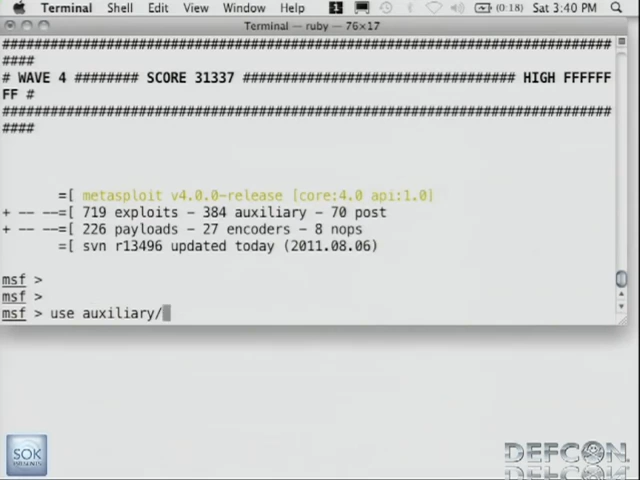 Terminal Shell Edit View Window Help 1 (0:18) Sat 3:40 PM
Terminal — ruby — 76×17
############################################################################
####
# WAVE 4 ######## SCORE 31337 ################################## HIGH FFFFFF
FF #
############################################################################
####
=[ metasploit v4.0.0-release [core:4.0 api:1.0]
+ -- --=[ 719 exploits - 384 auxiliary - 70 post
+ -- --=[ 226 payloads - 27 encoders - 8 nops
=[ svn r13496 updated today (2011.08.06)
msf >
msf >
msf > use auxiliary/
SOK
PRESENTS
DEFCON